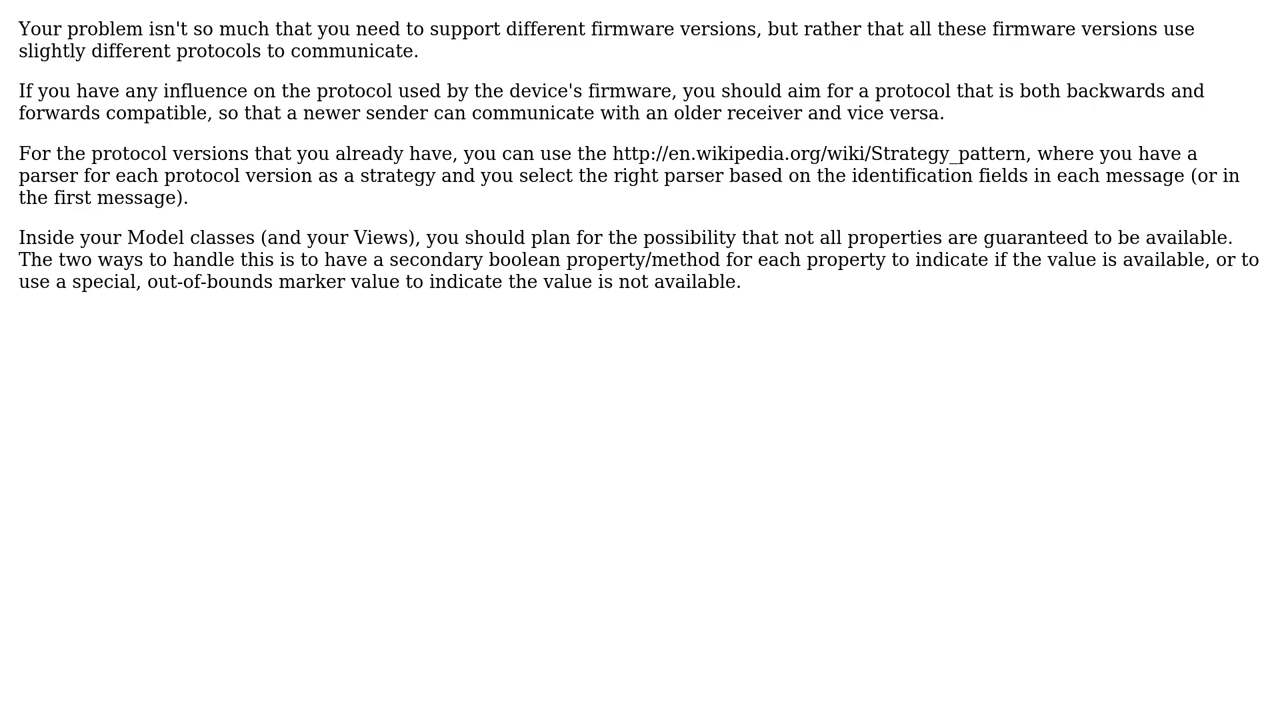 Your problem isn't so much that you need to support different firmware versions, but rather that all these firmware versions use
slightly different protocols to communicate.
If you have any influence on the protocol used by the device's firmware, you should aim for a protocol that is both backwards and
forwards compatible, so that a newer sender can communicate with an older receiver and vice versa.
For the protocol versions that you already have, you can use the http://en.wikipedia.org/wiki/Strategy_pattern, where you have a
parser for each protocol version as a strategy and you select the right parser based on the identification fields in each message (or in
the first message).
Inside your Model classes (and your Views), you should plan for the possibility that not all properties are guaranteed to be available.
The two ways to handle this is to have a secondary boolean property/method for each property to indicate if the value is available, or to
use a special, out-of-bounds marker value to indicate the value is not available.